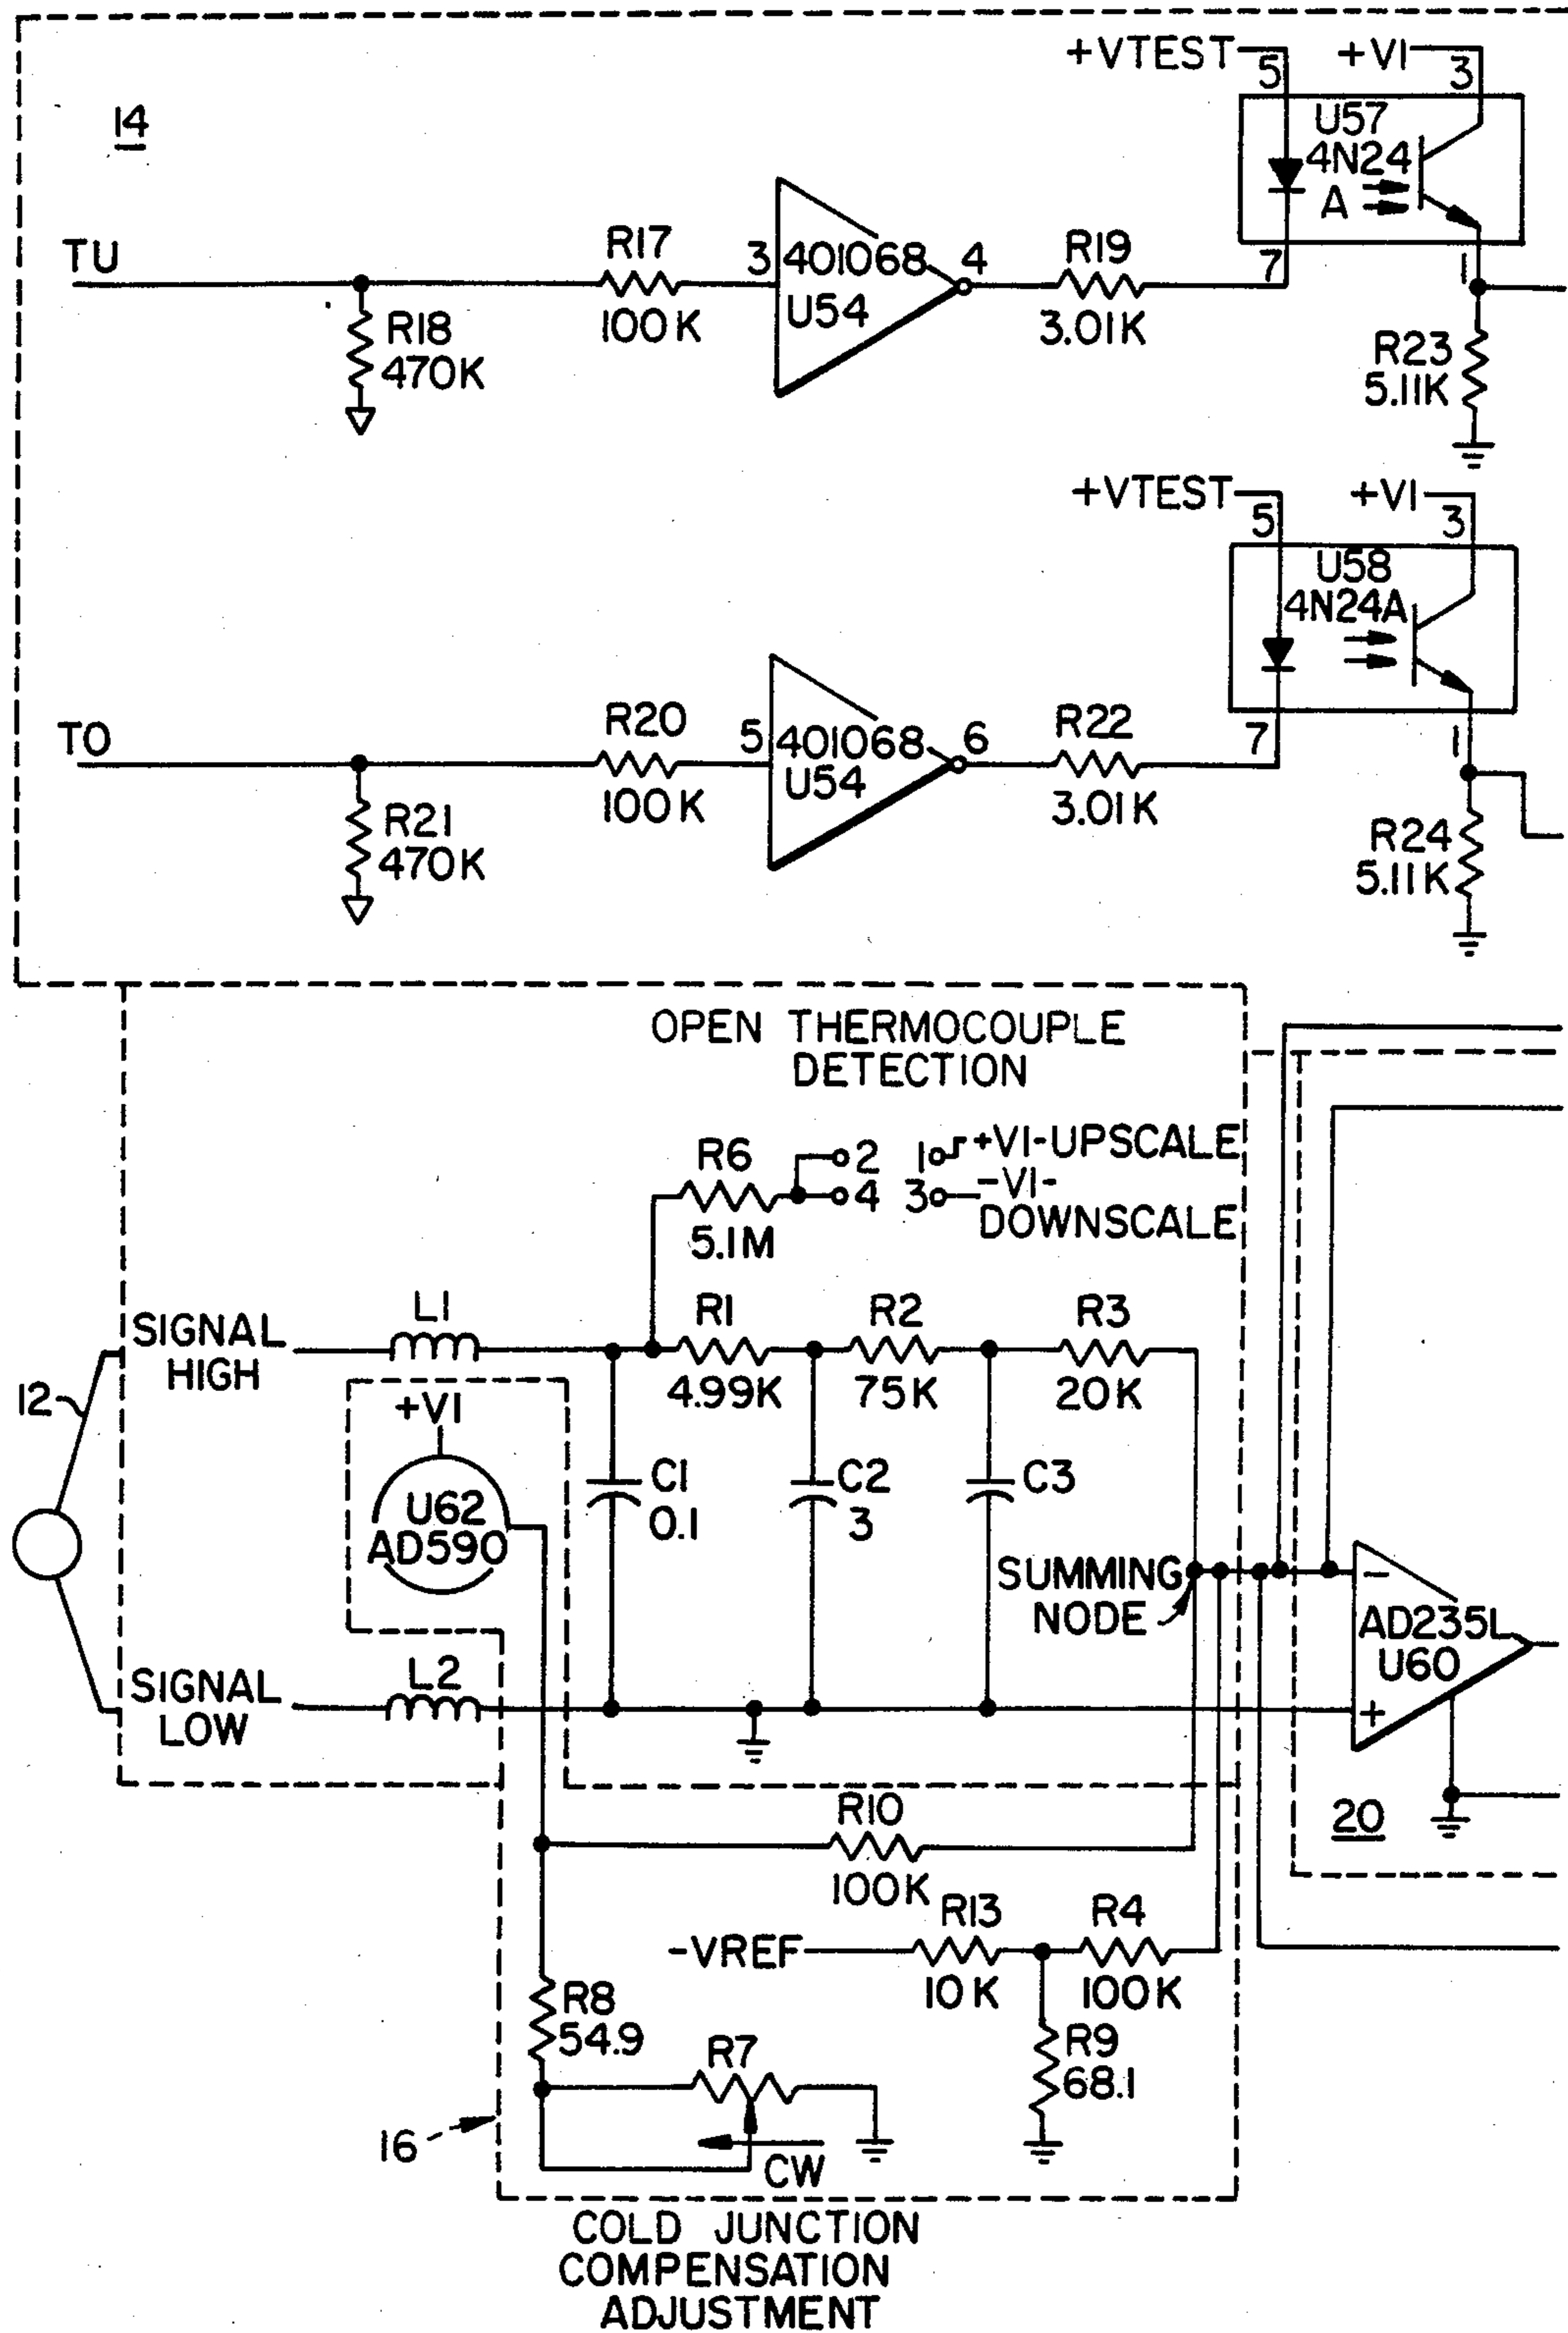 14
+VTEST
5
+VI
3
U57
4N24
A
7
1
TU
R17
100K
3
401068
4
U54
R19
3.01K
R18
470K
R23
5.11K
+VTEST
5
+VI
3
U58
4N24A
7
1
TO
R20
100K
5
401068
6
U54
R22
3.01K
R21
470K
R24
5.11K
OPEN THERMOCOUPLE
DETECTION
R6
5.1M
2
4
1
3
+VI-UPSCALE
-VI-
DOWNSCALE
SIGNAL
HIGH
L1
R1
4.99K
R2
75K
R3
20K
12
+VI
U62
AD590
C1
0.1
C2
3
C3
SUMMING
NODE
−
AD235L
U60
+
SIGNAL
LOW
L2
20
R10
100K
-VREF
R13
10K
R4
100K
R8
54.9
R7
R9
68.1
16
CW
COLD JUNCTION
COMPENSATION
ADJUSTMENT